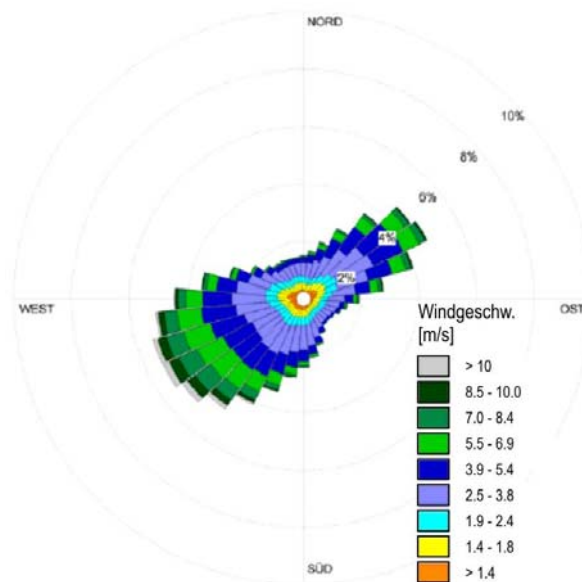 NORD
10%
8%
6%
4%
2%
WEST
OST
Windgeschw.
[m/s]
> 10
8.5 - 10.0
7.0 - 8.4
5.5 - 6.9
3.9 - 5.4
2.5 - 3.8
1.9 - 2.4
1.4 - 1.8
> 1.4
SÜD